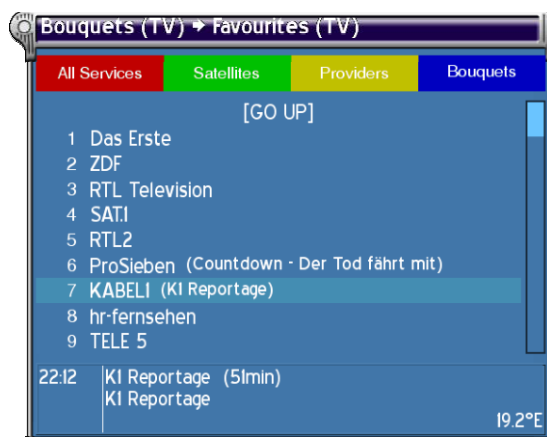 Bouquets (TV) ➔ Favourites (TV)
All Services Satellites Providers Bouquets
[GO UP]
1 Das Erste
2 ZDF
3 RTL Television
4 SAT.1
5 RTL2
6 ProSieben (Countdown - Der Tod fährt mit)
7 KABEL1 (K1 Reportage)
8 hr-fernsehen
9 TELE 5
22:12 K1 Reportage (51min)
K1 Reportage
19.2°E